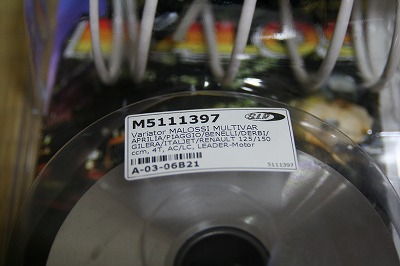 M5111397
SIP
Variator MALOSSI MULTIVAR
APRILIA/PIAGGIO/BENELLI/DERBI/
GILERA/ITALJET/RENAULT 125/150
ccm, 4T, AC/LC, LEADER-Motor
A-03-06B21
5111397